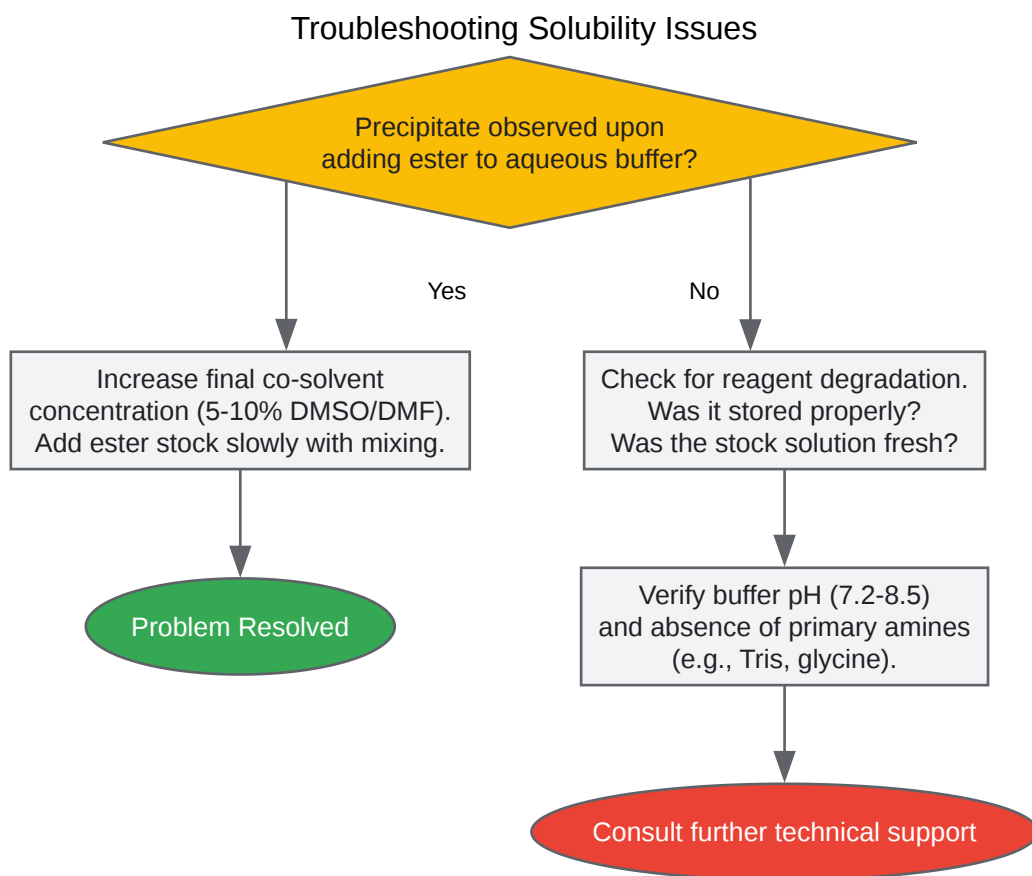 Troubleshooting Solubility Issues
Precipitate observed upon
adding ester to aqueous buffer?
Yes
No
Increase final co-solvent
concentration (5-10% DMSO/DMF).
Add ester stock slowly with mixing.
Check for reagent degradation.
Was it stored properly?
Was the stock solution fresh?
Problem Resolved
Verify buffer pH (7.2-8.5)
and absence of primary amines
(e.g., Tris, glycine).
Consult further technical support